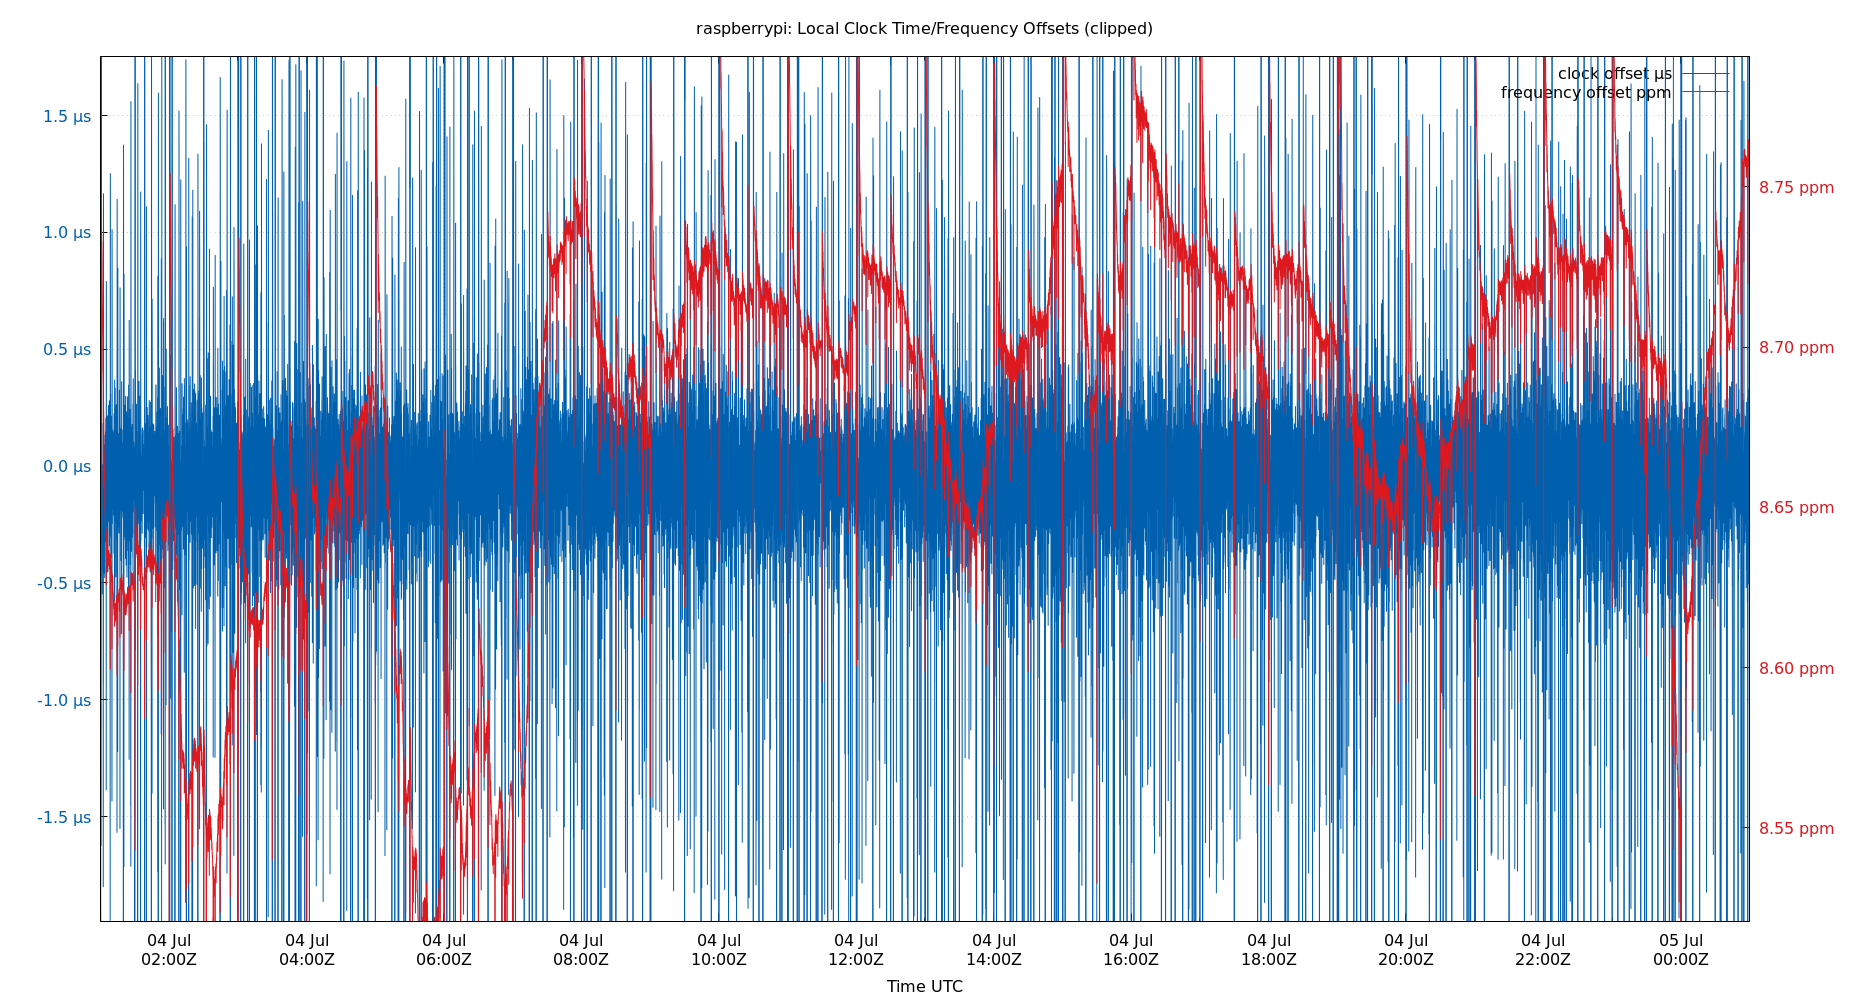 raspberrypi: Local Clock Time/Frequency Offsets (clipped)
clock offset µs
frequency offset ppm
1.5 µs
1.0 µs
0.5 µs
0.0 µs
-0.5 µs
-1.0 µs
-1.5 µs
8.75 ppm
8.70 ppm
8.65 ppm
8.60 ppm
8.55 ppm
04 Jul 04 Jul 04 Jul 04 Jul 04 Jul 04 Jul 04 Jul 04 Jul 04 Jul 04 Jul 04 Jul 05 Jul
02:00Z 04:00Z 06:00Z 08:00Z 10:00Z 12:00Z 14:00Z 16:00Z 18:00Z 20:00Z 22:00Z 00:00Z
Time UTC